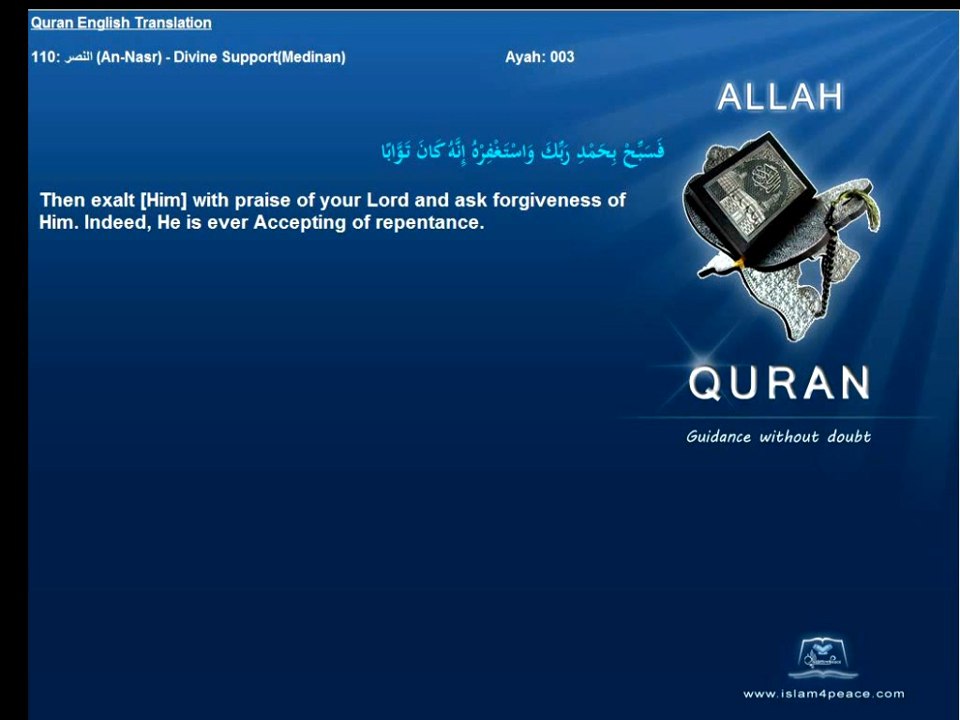 Quran English Translation
110: النصر (An-Nasr) - Divine Support(Medinan) Ayah: 003
ALLAH
فَسَبِّحْ بِحَمْدِ رَبِّكَ وَاسْتَغْفِرْهُ إِنَّهُ كَانَ تَوَّابًا
Then exalt [Him] with praise of your Lord and ask forgiveness of
Him. Indeed, He is ever Accepting of repentance.
QURAN
Guidance without doubt
www.islam4peace.com